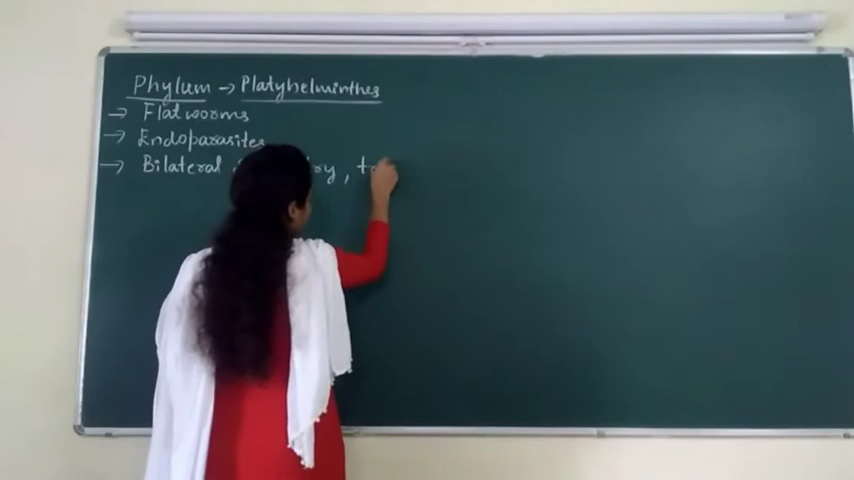 Phylum → Platyhelminthes
→ Flatworms
→ Endoparasites
→ Bilateral